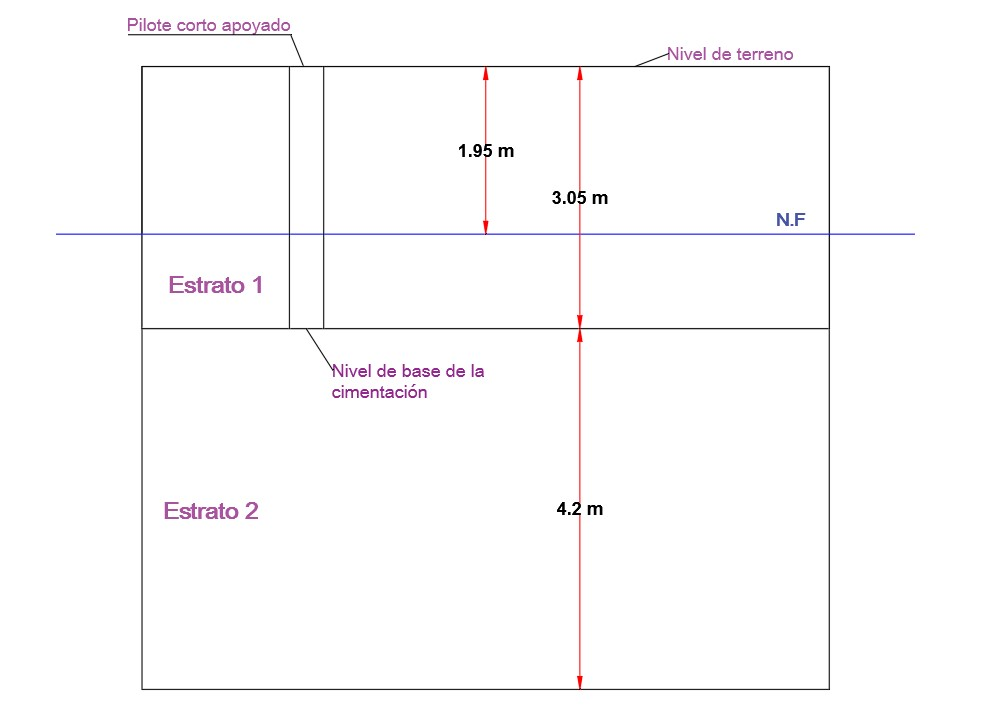 Pilote corto apoyado
Nivel de terreno
1.95 m
3.05 m
N.F
Estrato 1
Nivel de base de la
cimentación
Estrato 2
4.2 m